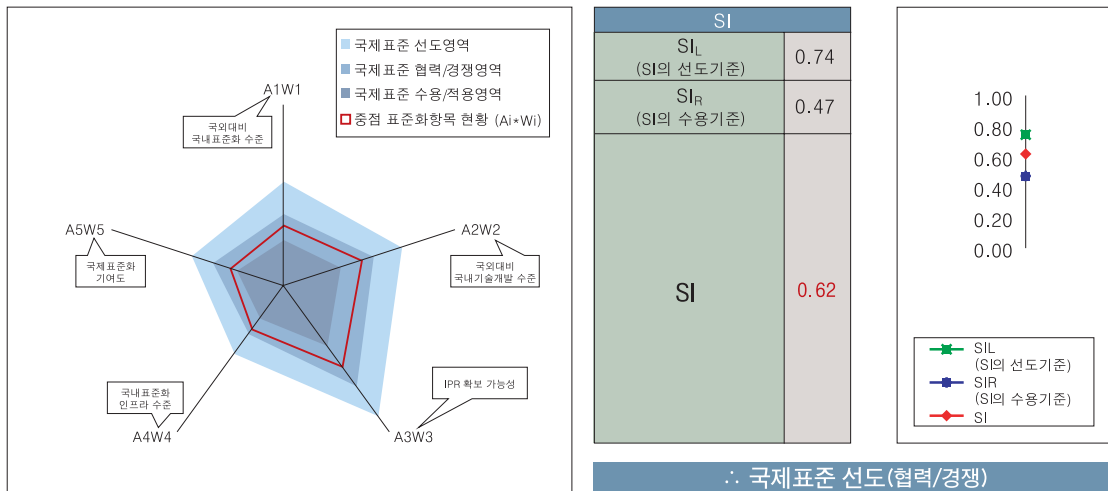 국제표준 선도영역
국제표준 협력/경쟁영역
국제표준 수용/적용영역
중점 표준화항목 현황 (Ai*Wi)
A1W1
국외대비
국내표준화 수준
A5W5
국제표준화
기여도
A2W2
국외대비
국내기술개발 수준
국내표준화
인프라 수준
A4W4
IPR 확보 가능성
A3W3
SI
SIL
(SI의 선도기준)
0.74
SIR
(SI의 수용기준)
0.47
SI
0.62
1.00
0.80
0.60
0.40
0.20
0.00
SIL
(SI의 선도기준)
SIR
(SI의 수용기준)
SI
∴ 국제표준 선도(협력/경쟁)